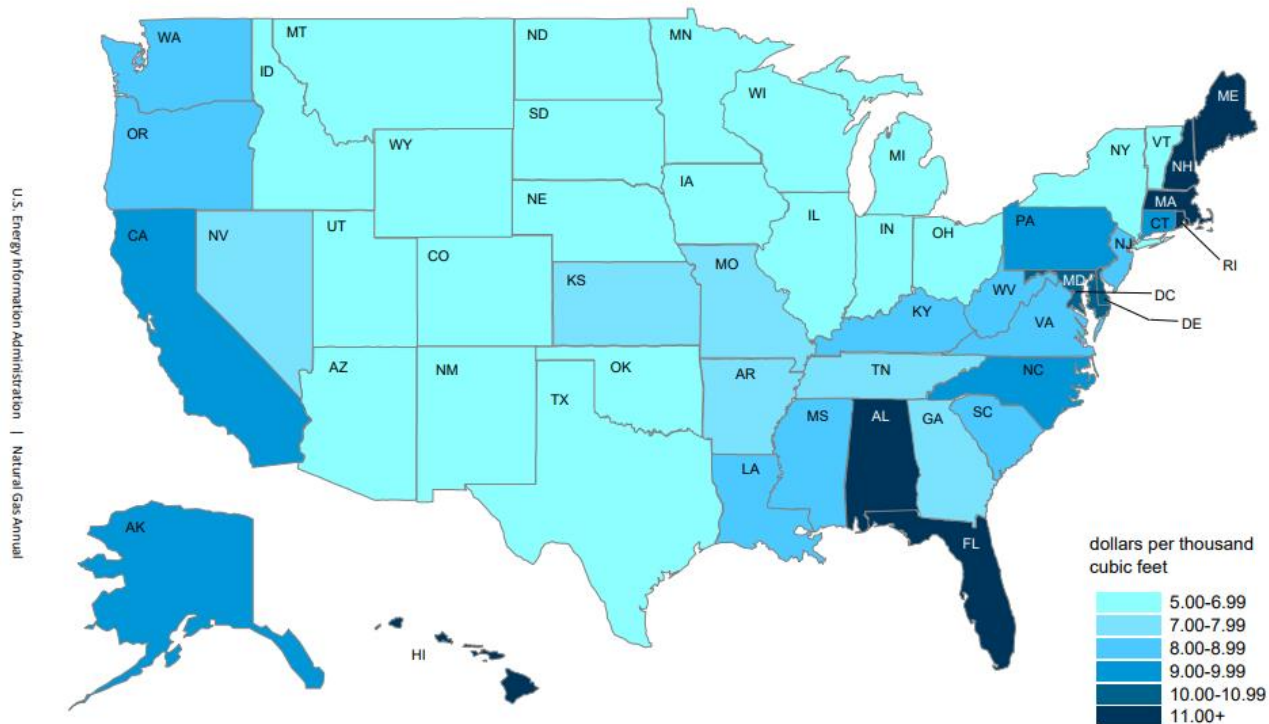 WA
MT
ND
MN
ID
ME
WI
SD
OR
VT
NY
WY
MI
NH
IA
MA
NE
PA
CT
IL
IN
OH
UT
CA
NV
NJ
CO
RI
MO
KS
MD
WV
DC
KY
VA
DE
OK
AZ
NM
TN
NC
AR
TX
MS
AL
GA
SC
LA
AK
FL
HI
dollars per thousand
cubic feet
5.00-6.99
7.00-7.99
8.00-8.99
9.00-9.99
10.00-10.99
11.00+
U.S. Energy Information Administration | Natural Gas Annual